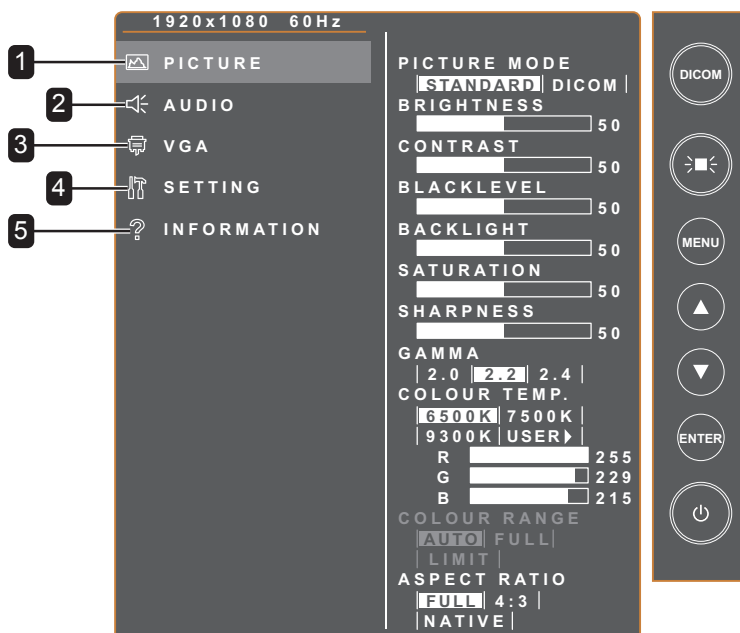 1920x1080 60Hz
1 PICTURE
2 AUDIO
3 VGA
4 SETTING
5 INFORMATION
PICTURE MODE
STANDARD DICOM
BRIGHTNESS
50
CONTRAST
50
BLACKLEVEL
50
BACKLIGHT
50
SATURATION
50
SHARPNESS
50
GAMMA
2.0 2.2 2.4
COLOUR TEMP.
6500K 7500K
9300K USER
R 255
G 229
B 215
COLOUR RANGE
AUTO FULL
LIMIT
ASPECT RATIO
FULL 4:3
NATIVE
DICOM
MENU
ENTER